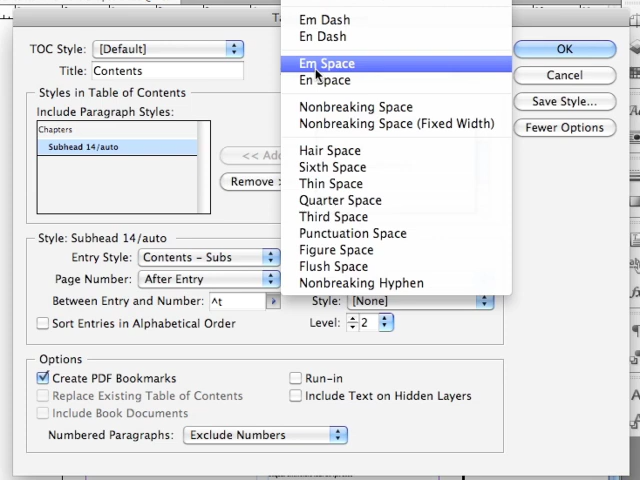 Ta
Em Dash
En Dash
Em Space
En Space
Nonbreaking Space
Nonbreaking Space (Fixed Width)
Hair Space
Sixth Space
Thin Space
Quarter Space
Third Space
Punctuation Space
Figure Space
Flush Space
Nonbreaking Hyphen
TOC Style: [Default]
Title: Contents
OK
Cancel
Save Style...
Fewer Options
Styles in Table of Contents
Include Paragraph Styles:
Chapters
Subhead 14/auto
<< Add
Remove >
Style: Subhead 14/auto
Entry Style: Contents - Subs
Page Number: After Entry
Between Entry and Number: ^t
Style: [None]
Sort Entries in Alphabetical Order
Level: 2
Options
Create PDF Bookmarks
Run-in
Replace Existing Table of Contents
Include Text on Hidden Layers
Include Book Documents
Numbered Paragraphs: Exclude Numbers